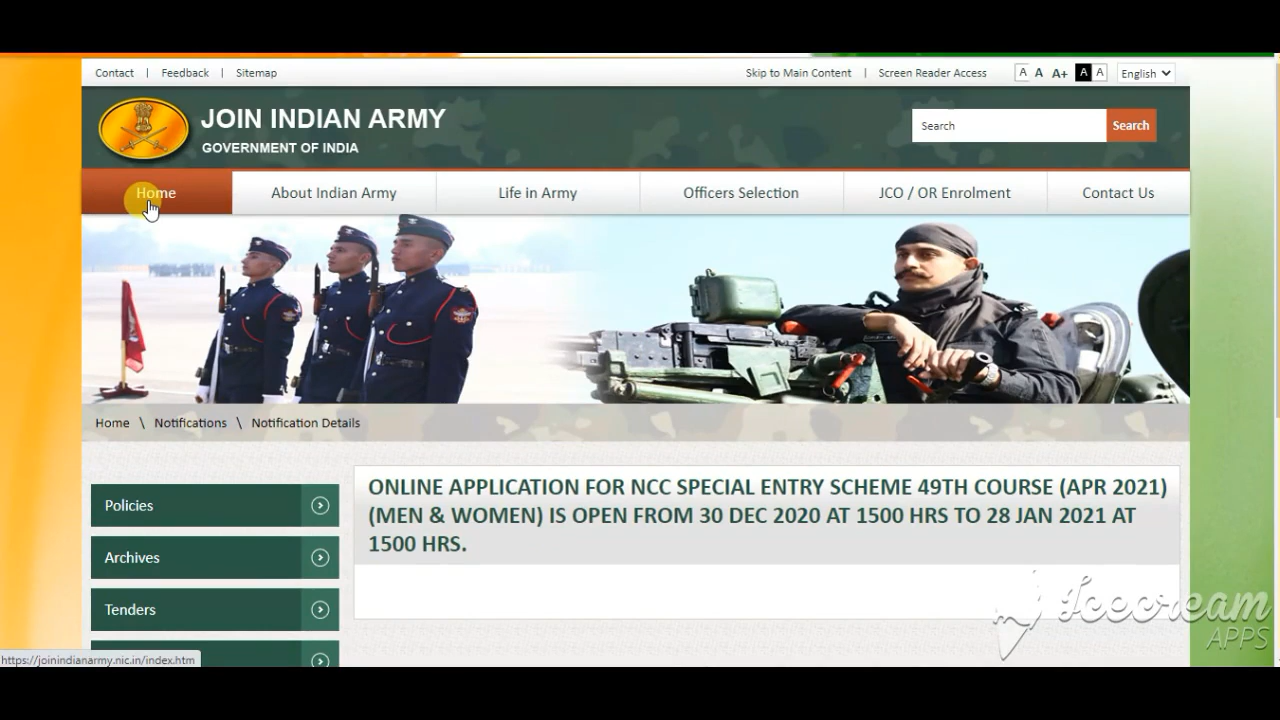 Contact | Feedback | Sitemap
Skip to Main Content | Screen Reader Access
A A A+ A A English
JOIN INDIAN ARMY
GOVERNMENT OF INDIA
Search Search
Home About Indian Army Life in Army Officers Selection JCO / OR Enrolment Contact Us
Home \ Notifications \ Notification Details
Policies
Archives
Tenders
ONLINE APPLICATION FOR NCC SPECIAL ENTRY SCHEME 49TH COURSE (APR 2021)
(MEN & WOMEN) IS OPEN FROM 30 DEC 2020 AT 1500 HRS TO 28 JAN 2021 AT
1500 HRS.
https://joinindianarmy.nic.in/index.htm
Icecream
APPS